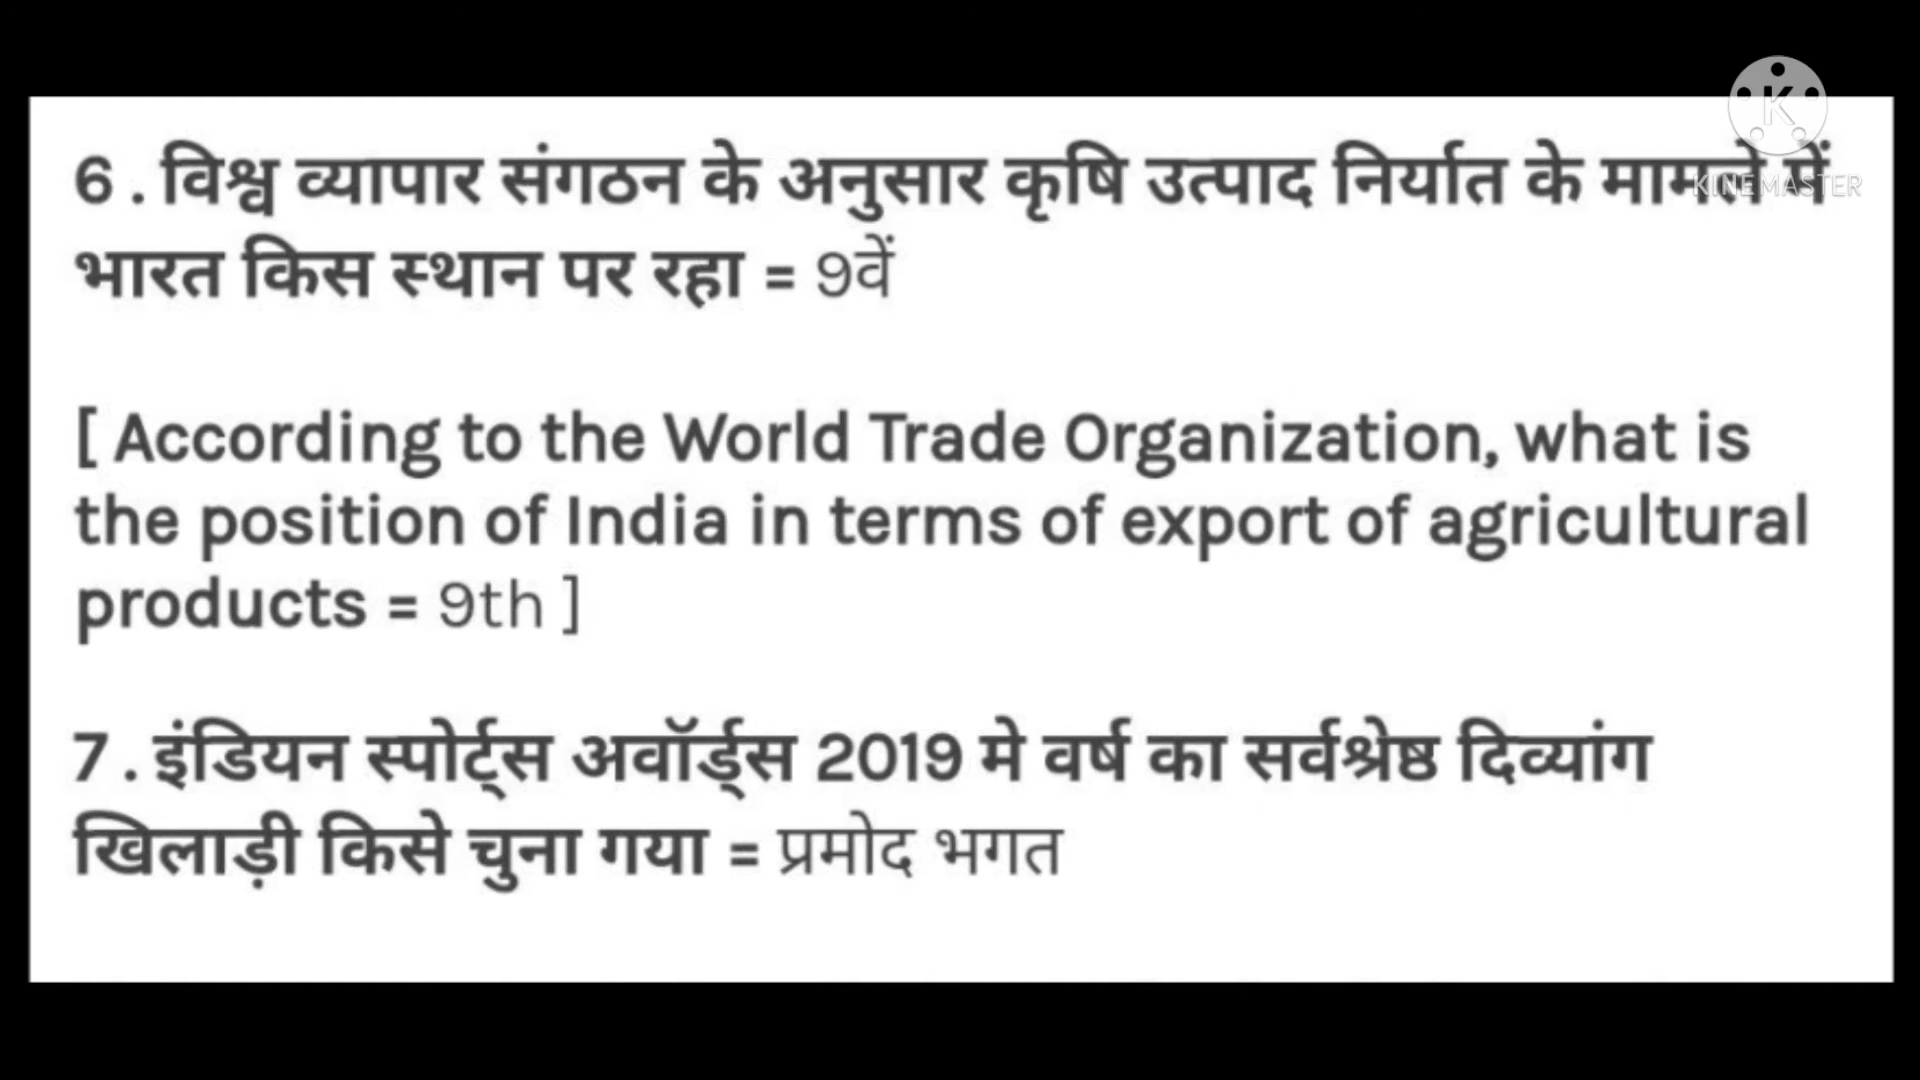 6 . विश्व व्यापार संगठन के अनुसार कृषि उत्पाद निर्यात के मामले में
भारत किस स्थान पर रहा = 9वें
[ According to the World Trade Organization, what is
the position of India in terms of export of agricultural
products = 9th ]
7 . इंडियन स्पोर्ट्स अवॉर्ड्स 2019 मे वर्ष का सर्वश्रेष्ठ दिव्यांग
खिलाड़ी किसे चुना गया = प्रमोद भगत
K
KINEMASTER